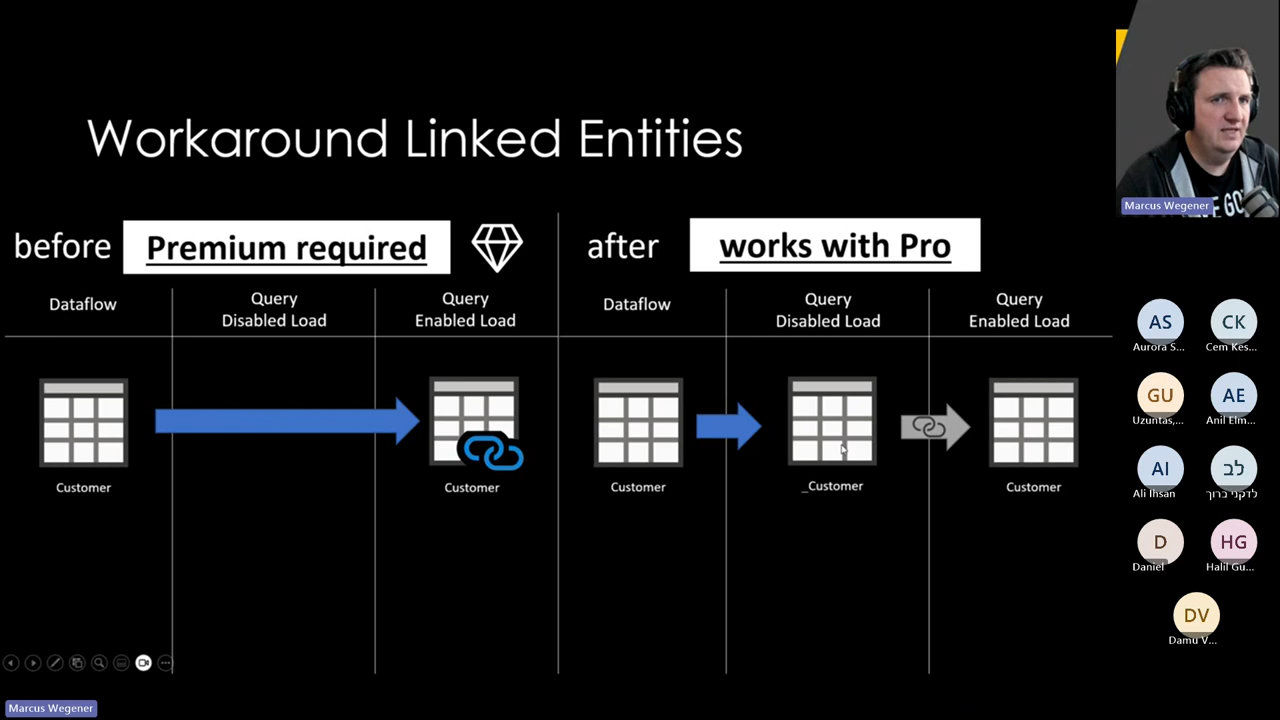 Workaround Linked Entities
before
Premium required
after
works with Pro
Dataflow
Query
Disabled Load
Query
Enabled Load
Dataflow
Query
Disabled Load
Query
Enabled Load
Customer
Customer
Customer
_Customer
Customer
Marcus Wegener
AS
Aurora S...
CK
Cem Kes...
GU
Uzuntas,...
AE
Anil Elm...
AI
Ali Ihsan
לב
לדקני ברוך
D
Daniel
HG
Halil Gu...
DV
Damu V...
Marcus Wegener